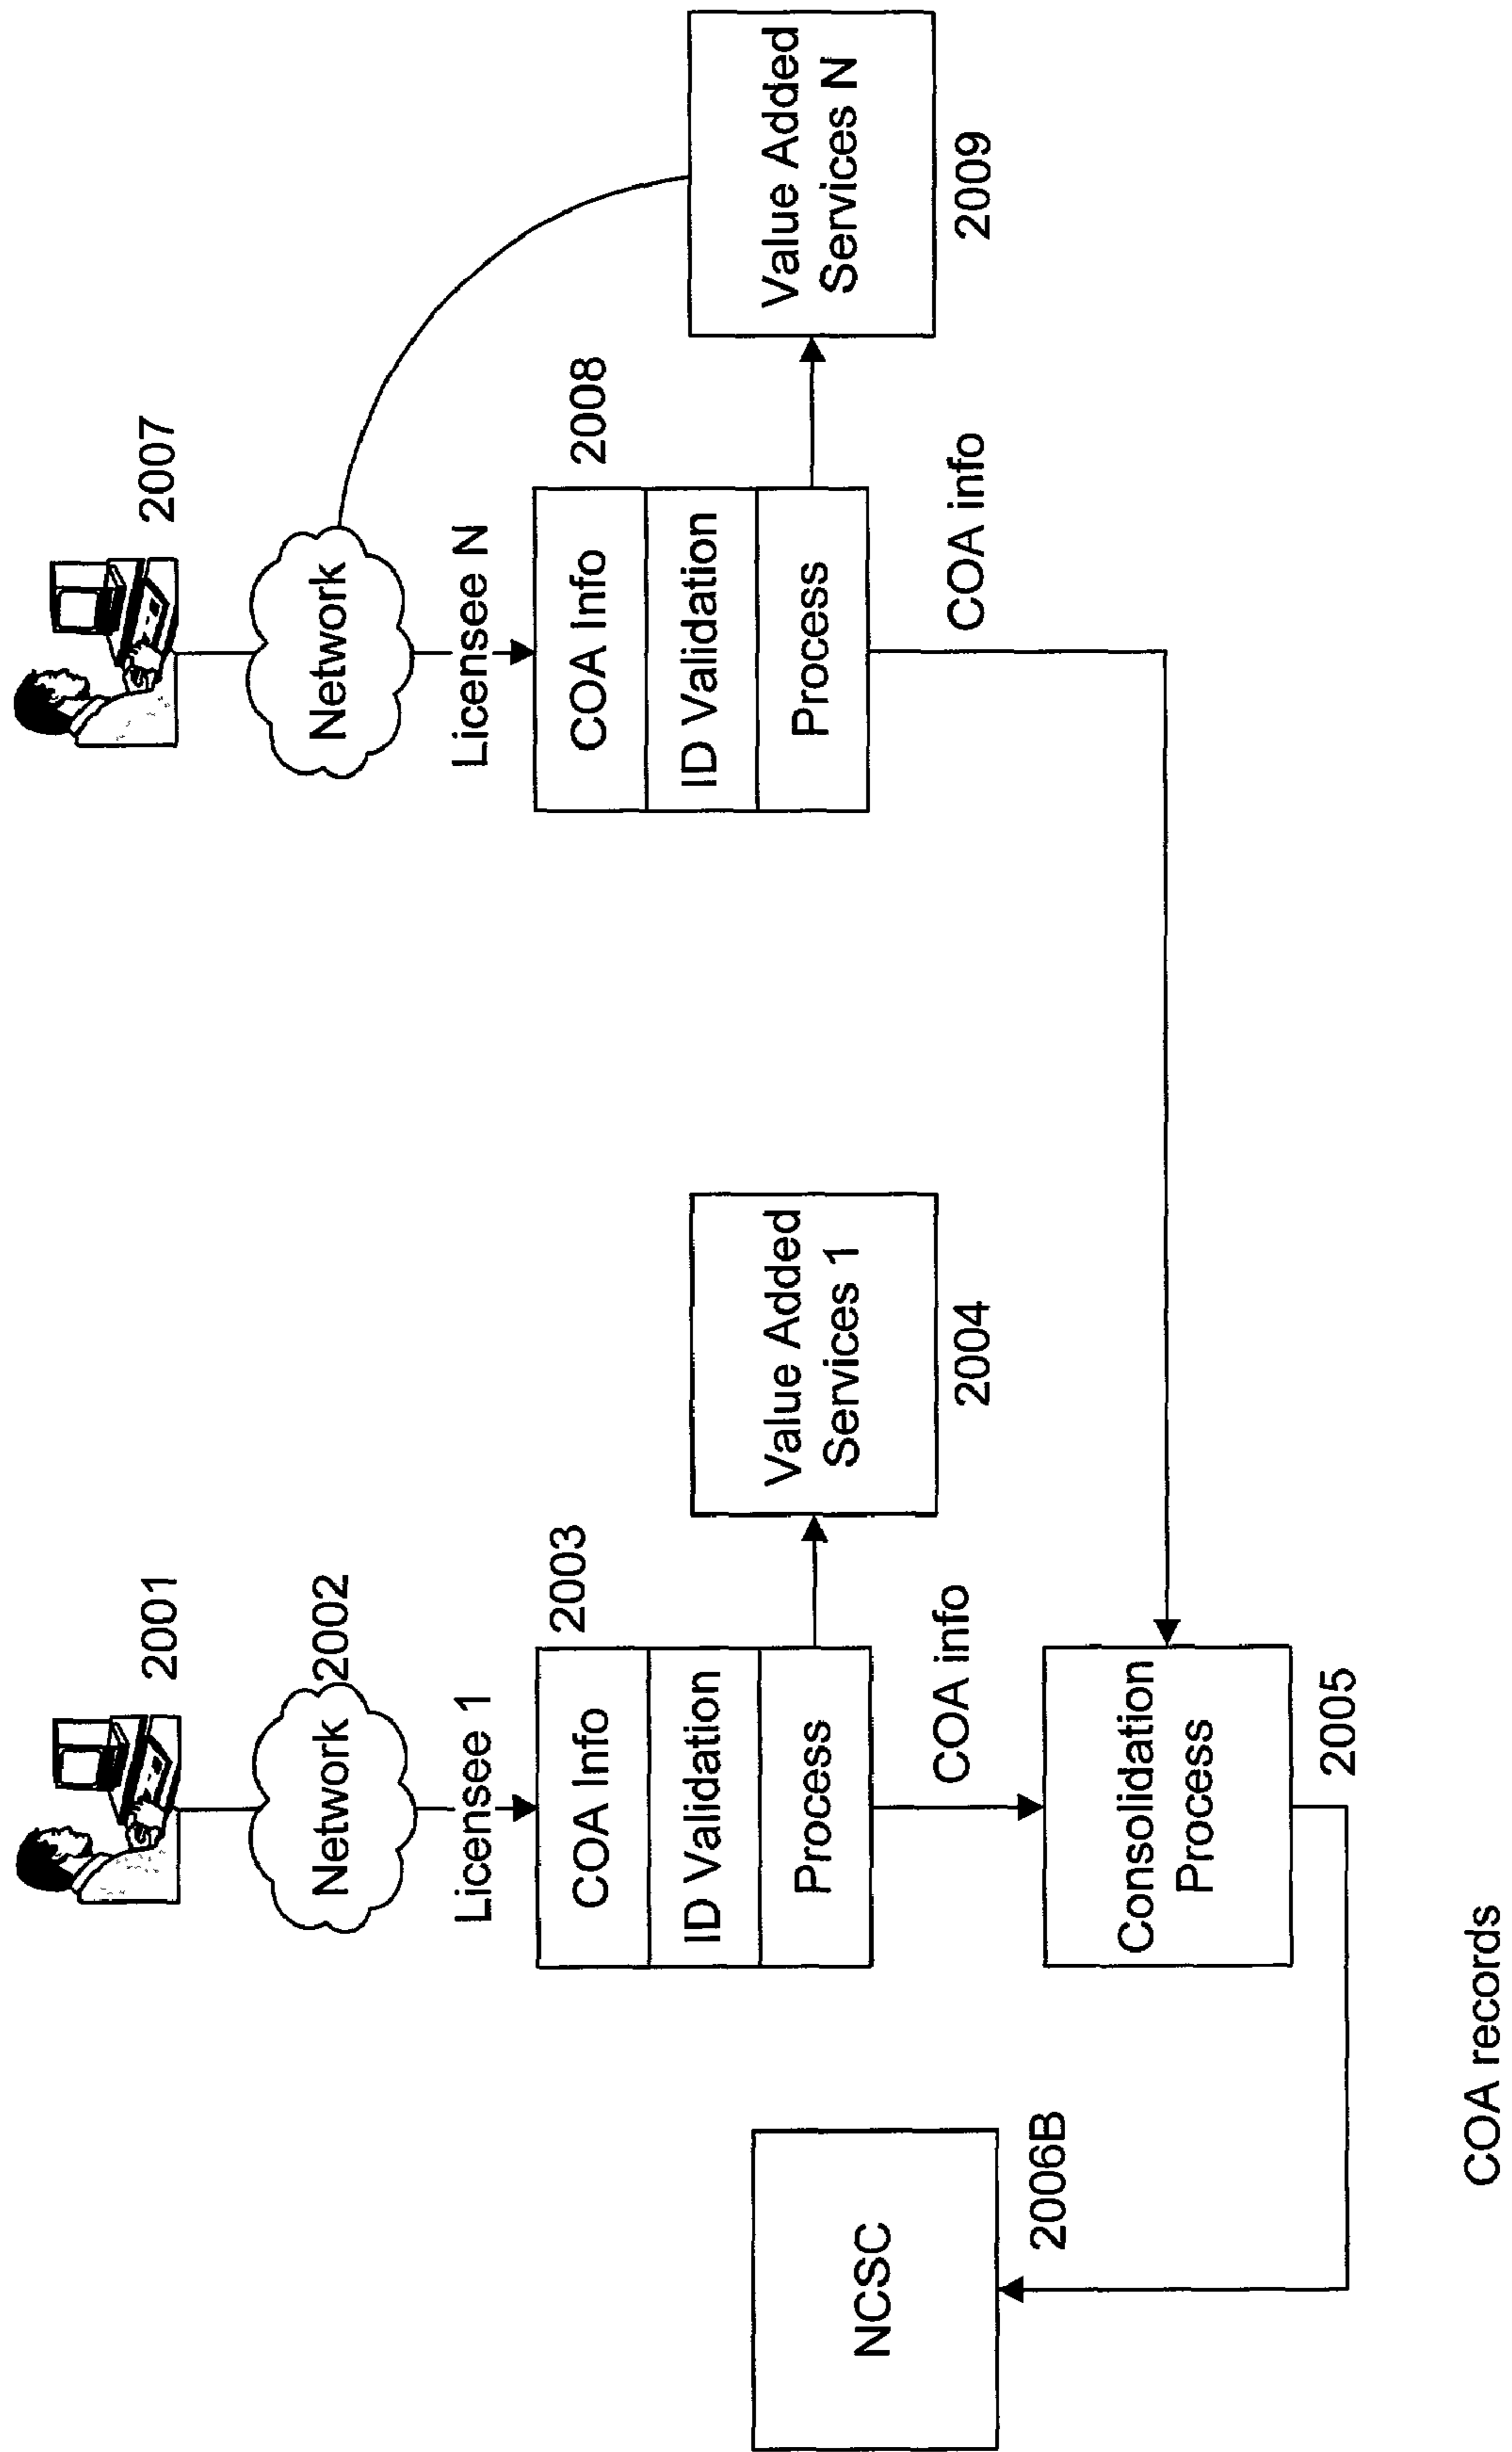 2001
Network
2002
Licensee 1
2003
COA Info
ID Validation
Process
Value Added
Services 1
2004
COA info
Consolidation
Process
2005
NCSC
2006B
COA records
2007
Network
Licensee N
2008
COA Info
ID Validation
Process
Value Added
Services N
2009
COA info